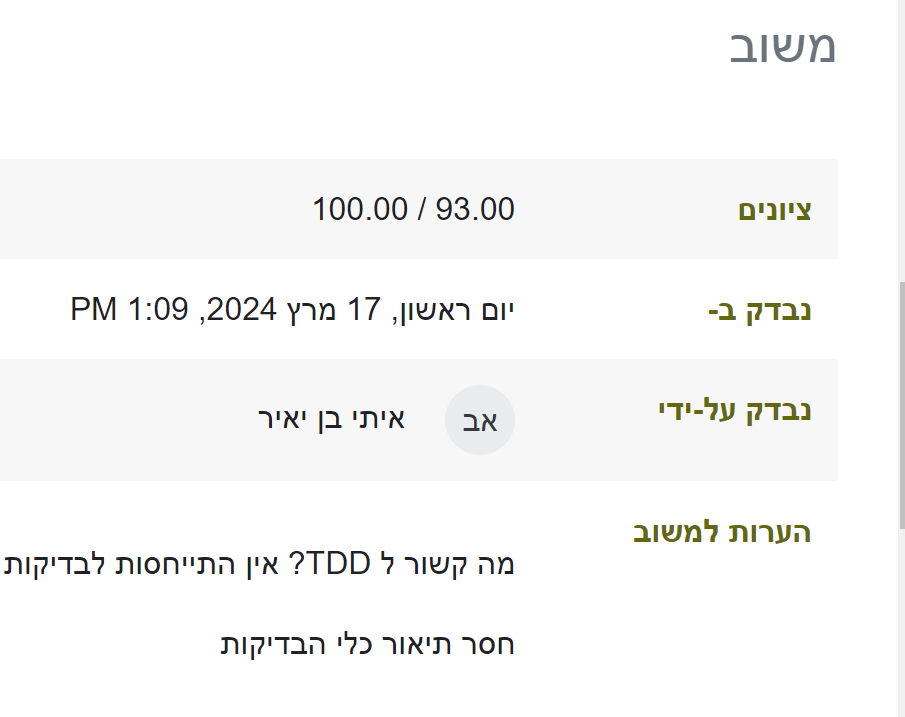 משוב
ציונים
93.00 / 100.00
נבדק ב-
יום ראשון, 17 מרץ 2024, 1:09 PM
נבדק על-ידי
אב
איתי בן יאיר
הערות למשוב
מה קשור ל TDD? אין התייחסות לבדיקות
חסר תיאור כלי הבדיקות